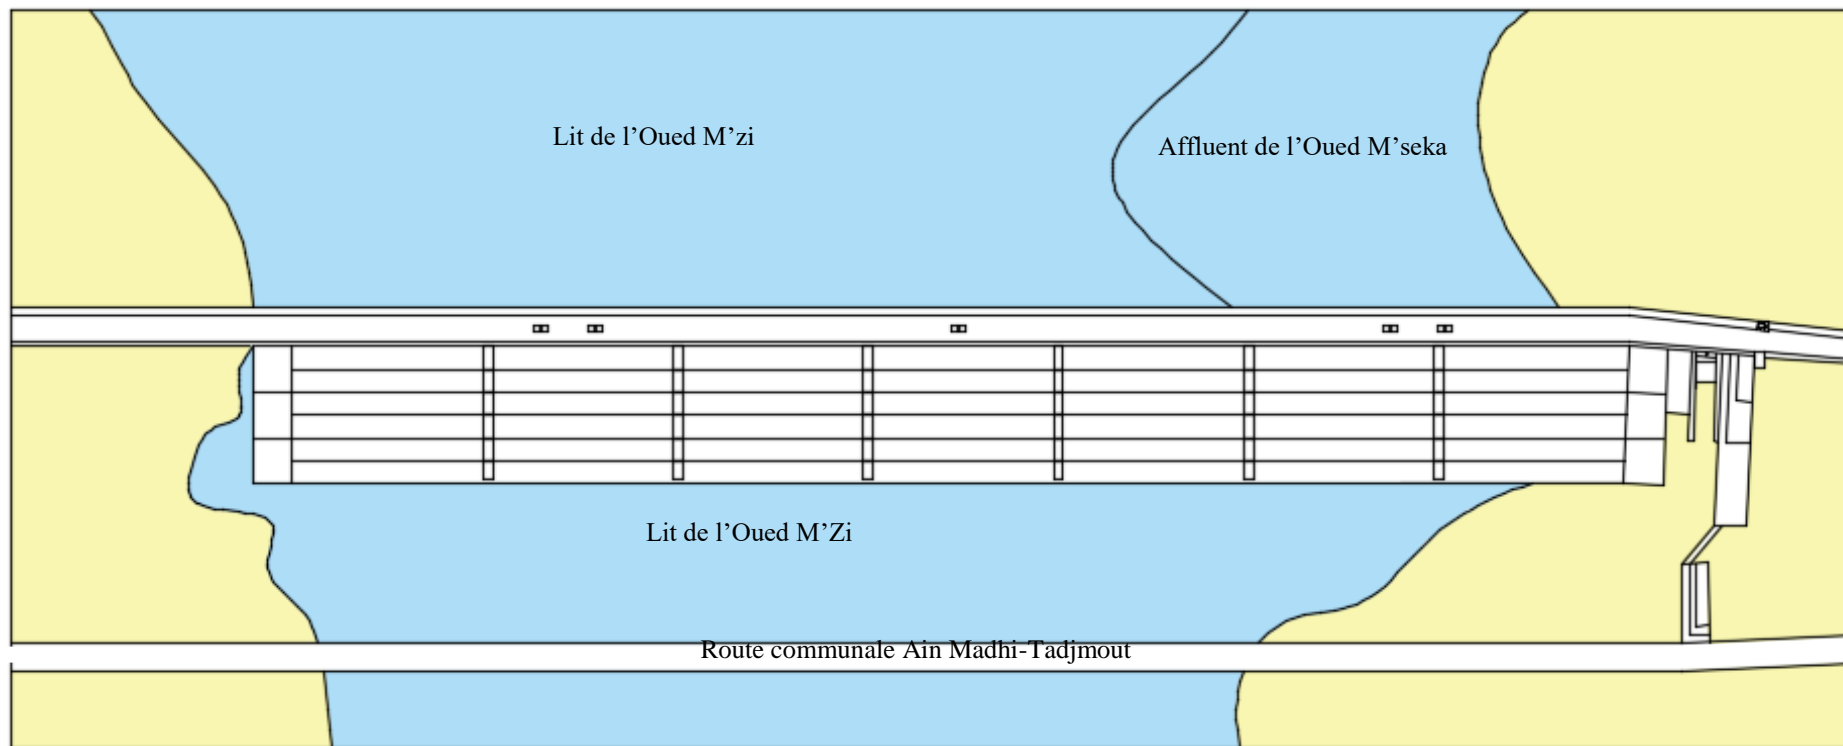 Lit de l’Oued M’zi
Affluent de l’Oued M’seka
Lit de l’Oued M’Zi
Route communale Ain Madhi-Tadjmout